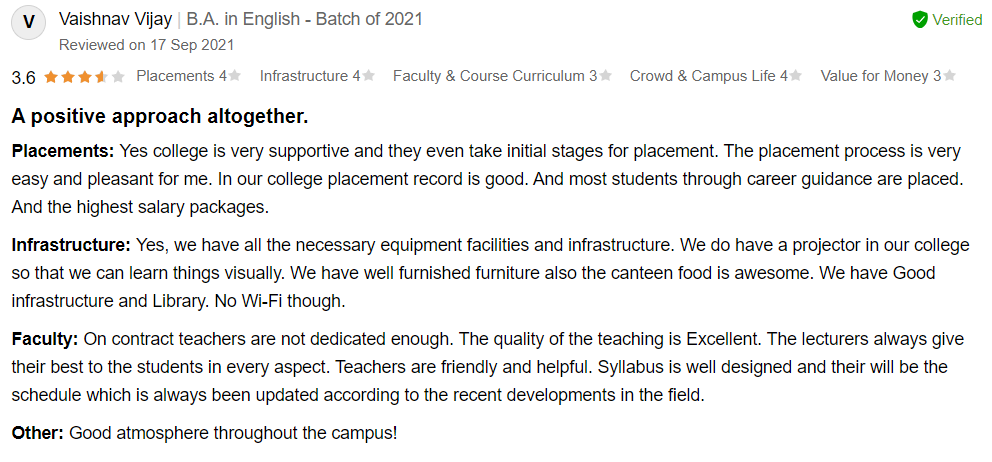 V
Vaishnav Vijay | B.A. in English - Batch of 2021
Verified
Reviewed on 17 Sep 2021
3.6 Placements 4 Infrastructure 4 Faculty & Course Curriculum 3 Crowd & Campus Life 4 Value for Money 3
A positive approach altogether.
Placements: Yes college is very supportive and they even take initial stages for placement. The placement process is very
easy and pleasant for me. In our college placement record is good. And most students through career guidance are placed.
And the highest salary packages.
Infrastructure: Yes, we have all the necessary equipment facilities and infrastructure. We do have a projector in our college
so that we can learn things visually. We have well furnished furniture also the canteen food is awesome. We have Good
infrastructure and Library. No Wi-Fi though.
Faculty: On contract teachers are not dedicated enough. The quality of the teaching is Excellent. The lecturers always give
their best to the students in every aspect. Teachers are friendly and helpful. Syllabus is well designed and their will be the
schedule which is always been updated according to the recent developments in the field.
Other: Good atmosphere throughout the campus!